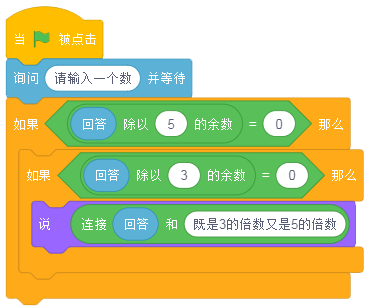 当 被点击
询问 请输入一个数 并等待
如果 回答 除以 5 的余数 = 0 那么
如果 回答 除以 3 的余数 = 0 那么
说 连接 回答 和 既是3的倍数又是5的倍数